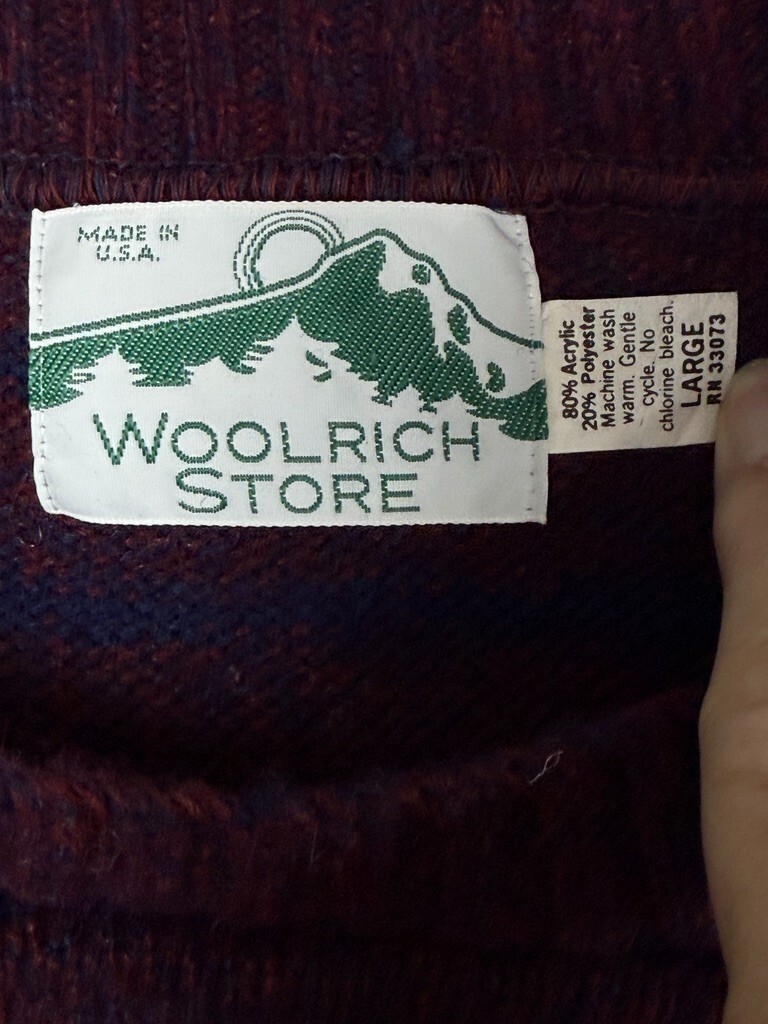 MADE IN
U.S.A.
WOOLRICH
STORE
80% Acrylic
20% Polyester
Machine wash
warm. Gentle
cycle. No
chlorine bleach.
LARGE
RN 33073